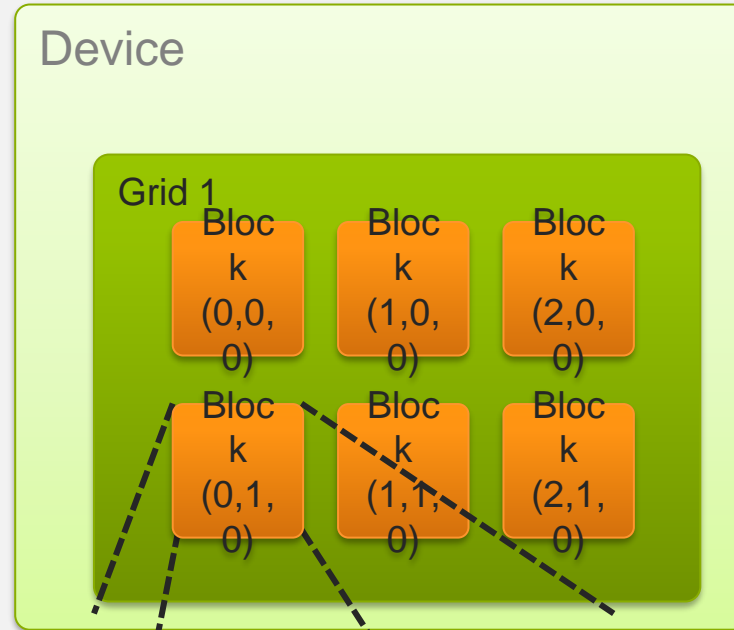 Device
Grid 1
Bloc
k
(0,0,
0)
Bloc
k
(1,0,
0)
Bloc
k
(2,0,
0)
Bloc
k
(0,1,
0)
Bloc
k
(1,1,
0)
Bloc
k
(2,1,
0)